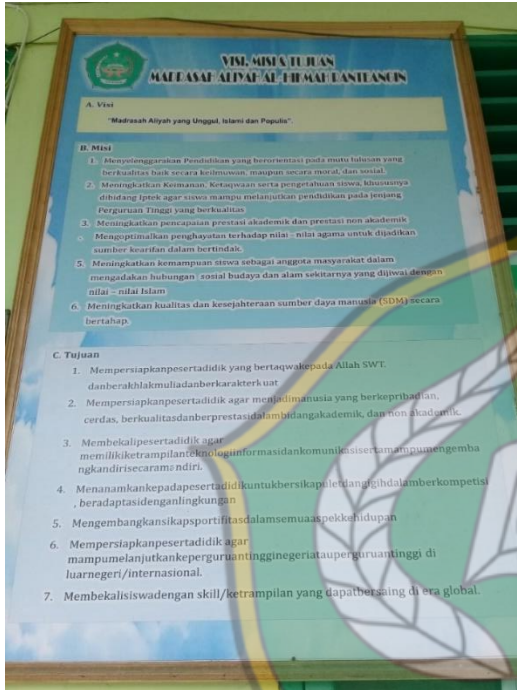 VISI, MISI & TUJUAN
MADRASAH ALIYAH AL-HIKMAH BANTEANGIN
A. Visi
"Madrasah Aliyah yang Unggul, Islami dan Populis".
B. Misi
1. Menyelenggarakan Pendidikan yang berorientasi pada mutu lulusan yang
berkualitas baik secara keilmuwan, maupun secara moral, dan sosial.
2. Meningkatkan Keimanan, Ketaqwaan serta pengetahuan siswa, khususnya
dibidang Iptek agar siswa mampu melanjutkan pendidikan pada jenjang
Perguruan Tinggi yang berkualitas
3. Meningkatkan pencapaian prestasi akademik dan prestasi non akademik
Mengoptimalkan penghayatan terhadap nilai - nilai agama untuk dijadikan
sumber kearifan dalam bertindak.
5. Meningkatkan kemampuan siswa sebagai anggota masyarakat dalam
mengadakan hubungan sosial budaya dan alam sekitarnya yang dijiwai dengan
nilai – nilai Islam
6. Meningkatkan kualitas dan kesejahteraan sumber daya manusia (SDM) secara
bertahap.
C. Tujuan
1. Mempersiapkanpesertadidik yang bertaqwakepada Allah SWT,
danberakhlakmuliadanberkarakterkuat
2. Mempersiapkanpesertadidik agar menjadimanusia yang berkepribadian,
cerdas, berkualitasdanberprestasidalambidangakademik, dan non akademik.
3. Membekalipesertadidik agar
memilikiketrampilanteknologiinformasidankomunikasisertamampumengemba
ngkandirisecaramandiri.
4. Menanamkankepadapesertadidikuntukbersikapuletdangigihdalamberkompetisi
, beradaptasidenganlingkungan
5. Mengembangkansikapsportifitasdalamsemuaaspekkehidupan
6. Mempersiapkanpesertadidik agar
mampumelanjutkankeperguruantingginegeriatauperguruantinggi di
luarnegeri/internasional.
7. Membekalisiswadengan skill/ketrampilan yang dapatbersaing di era global.